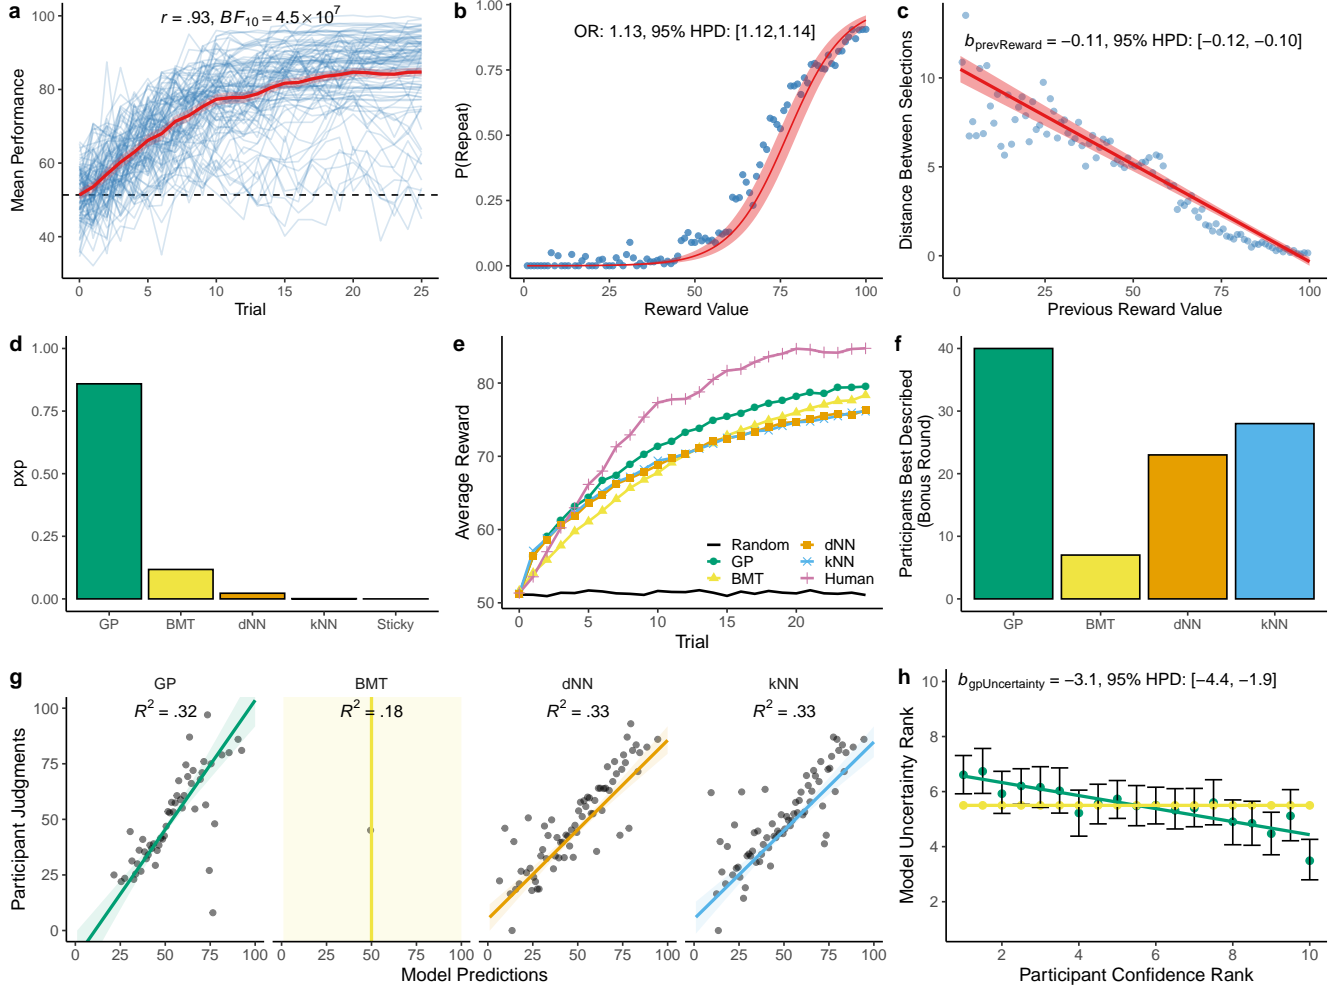 a
r = .93, BF10 = 4.5×10^7
Mean Performance
100
80
60
40
0
5
10
15
20
25
Trial
b
OR: 1.13, 95% HPD: [1.12,1.14]
P(Repeat)
1.00
0.75
0.50
0.25
0.00
0
25
50
75
100
Reward Value
c
bprevReward = −0.11, 95% HPD: [−0.12, −0.10]
Distance Between Selections
10
5
0
0
25
50
75
100
Previous Reward Value
d
pxp
1.00
0.75
0.50
0.25
0.00
GP
BMT
dNN
kNN
Sticky
e
Average Reward
80
70
60
50
Random
GP
BMT
dNN
kNN
Human
0
5
10
15
20
Trial
f
Participants Best Described
(Bonus Round)
40
30
20
10
0
GP
BMT
dNN
kNN
g
GP
BMT
dNN
kNN
R² = .32
R² = .18
R² = .33
R² = .33
Participant Judgments
100
75
50
25
0
0 25 50 75 100
0 25 50 75 100
0 25 50 75 100
0 25 50 75 100
Model Predictions
h
bgpUncertainty = −3.1, 95% HPD: [−4.4, −1.9]
Model Uncertainty Rank
10
8
6
4
2
2
4
6
8
10
Participant Confidence Rank